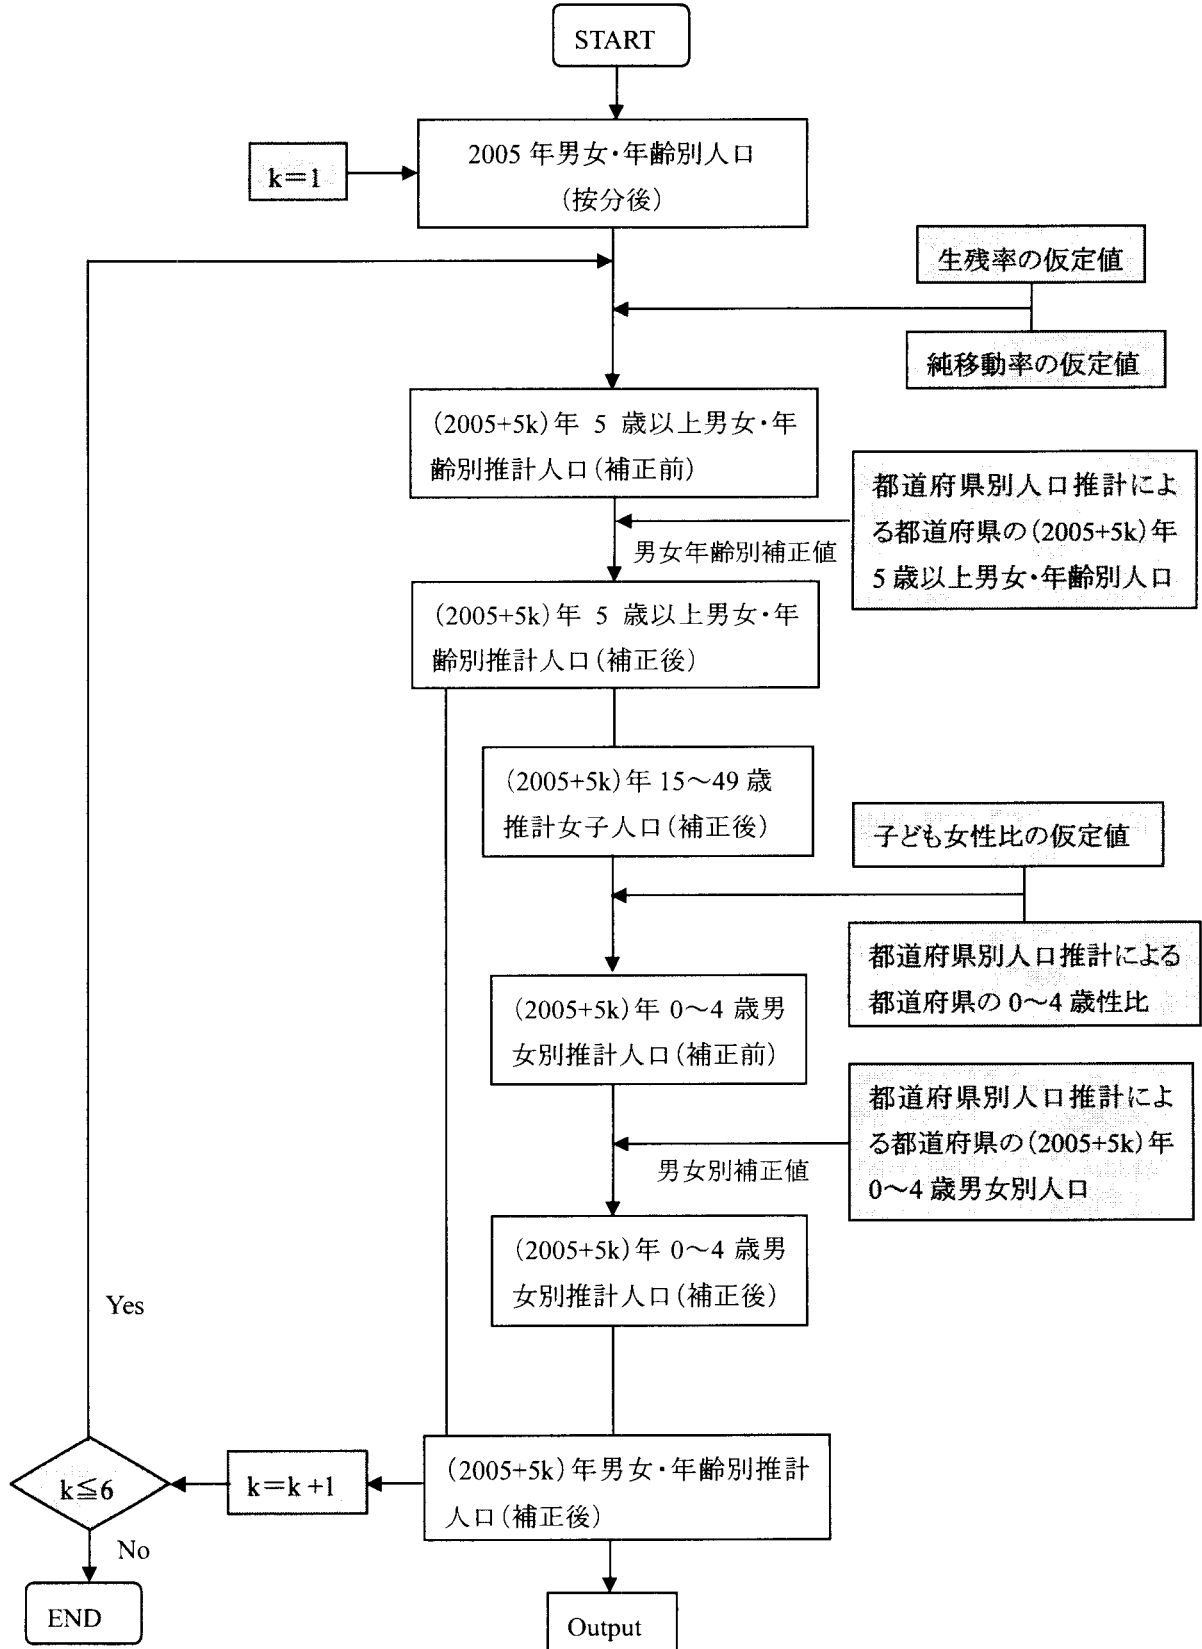 START
2005 年男女・年齢別人口
(按分後)
k＝1
生残率の仮定値
純移動率の仮定値
(2005+5k)年 5 歳以上男女・年
齢別推計人口(補正前)
都道府県別人口推計によ
る都道府県の(2005+5k)年
5 歳以上男女・年齢別人口
男女年齢別補正値
(2005+5k)年 5 歳以上男女・年
齢別推計人口(補正後)
(2005+5k)年 15～49 歳
推計女子人口(補正後)
子ども女性比の仮定値
都道府県別人口推計による
都道府県の 0～4 歳性比
(2005+5k)年 0～4 歳男
女別推計人口(補正前)
都道府県別人口推計によ
る都道府県の(2005+5k)年
0～4 歳男女別人口
男女別補正値
(2005+5k)年 0～4 歳男
女別推計人口(補正後)
Yes
(2005+5k)年男女・年齢別推計
人口(補正後)
k＝k +1
k≦6
No
END
Output